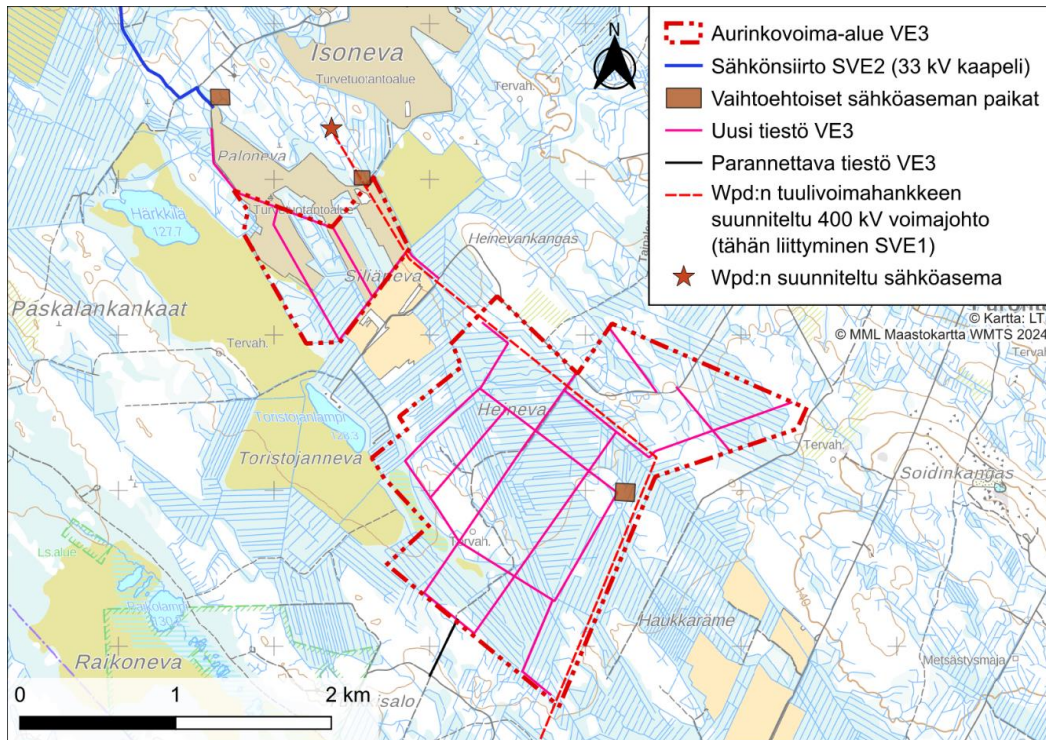 Aurinkovoima-alue VE3
Sähkönsiirto SVE2 (33 kV kaapeli)
Vaihtoehtoiset sähköaseman paikat
Uusi tiestö VE3
Parannettava tiestö VE3
Wpd:n tuulivoimahankkeen
suunniteltu 400 kV voimajohto
(tähän liittyminen SVE1)
Wpd:n suunniteltu sähköasema
© Kartta: LT
© MML Maastokartta WMTS 2024
Isoneva
Turvetuotantoalue
Tervah.
Paloneva
Härkkilä
127.7
Turvetuotantoalue
Heinevankangas
Siliäneva
Paskalankankaat
Tervah.
Tervah.
Toristojanlampi
Heineva
Tervah.
Toristojanneva
Soidinkangas
Tervah.
Ls.alue
Raikolampi
140
Haukkaräme
Raikoneva
Metsästysmaja
0 1 2 km